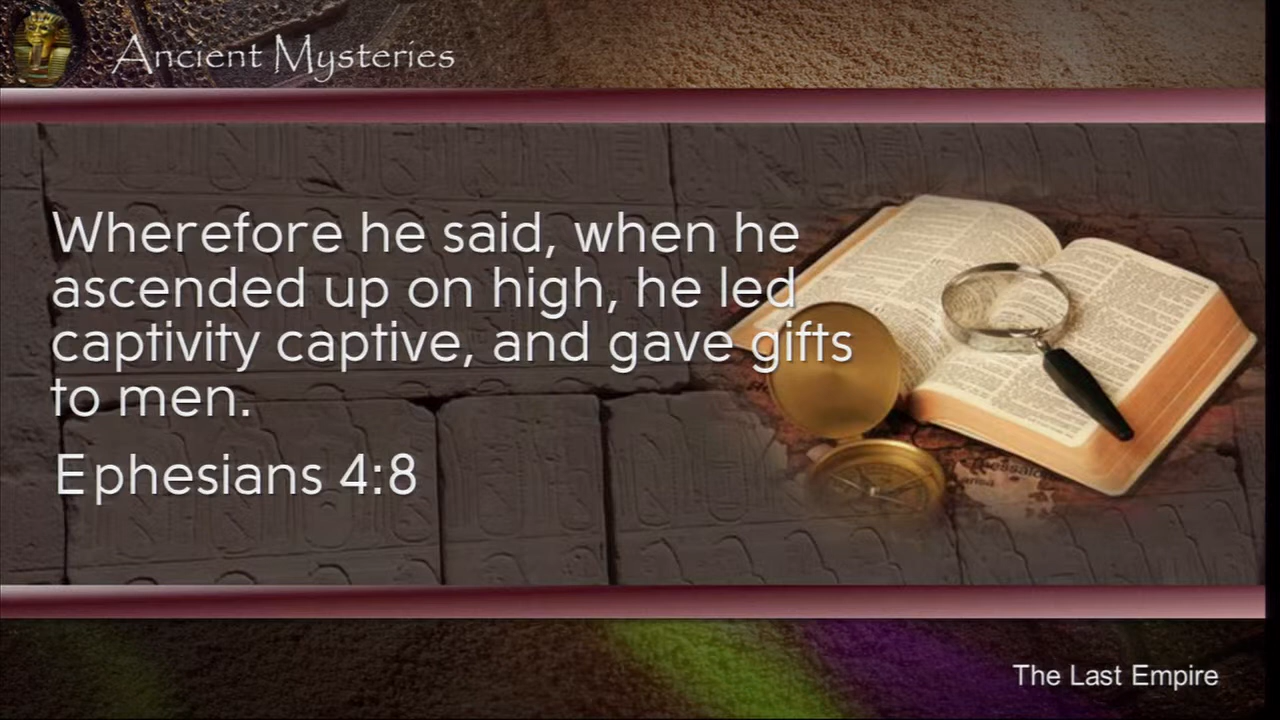 Ancient Mysteries
Wherefore he said, when he
ascended up on high, he led
captivity captive, and gave gifts
to men.
Ephesians 4:8
The Last Empire